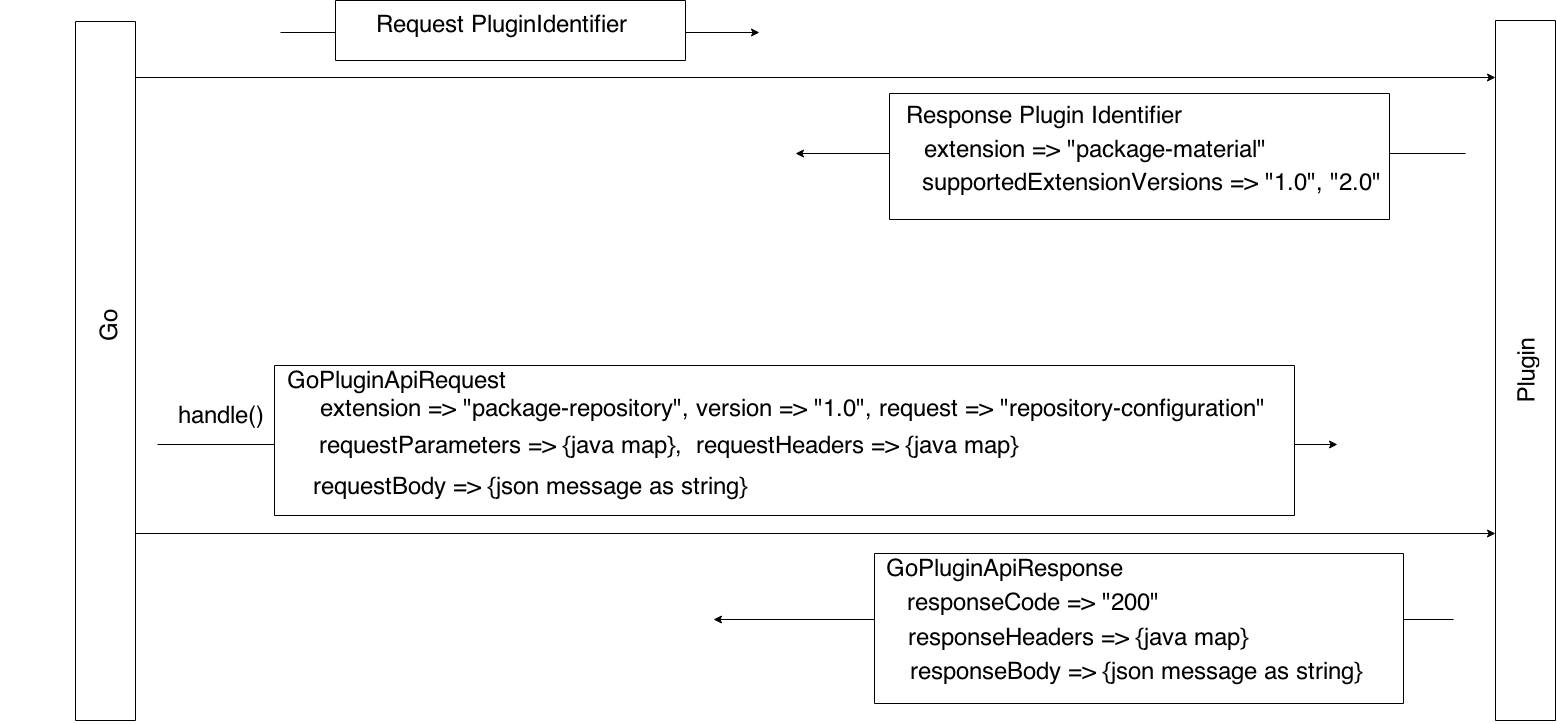 Request PluginIdentifier
Response Plugin Identifier
extension => "package-material"
supportedExtensionVersions => "1.0", "2.0"
Go
Plugin
handle()
GoPluginApiRequest
extension => "package-repository", version => "1.0", request => "repository-configuration"
requestParameters => {java map}, requestHeaders => {java map}
requestBody => {json message as string}
GoPluginApiResponse
responseCode => "200"
responseHeaders => {java map}
responseBody => {json message as string}